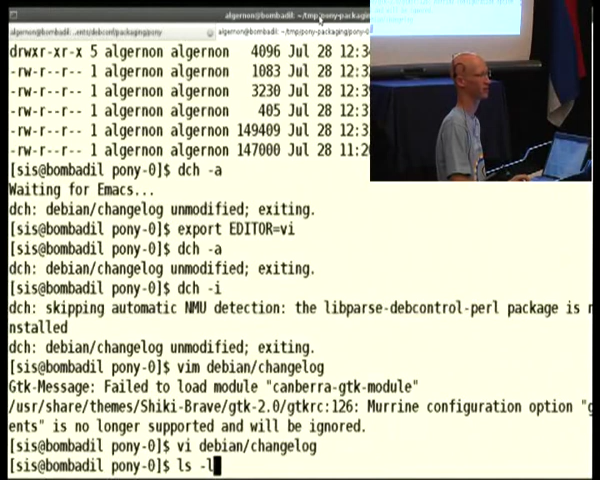 algernon@bombadil: ~/tmp/pony-packaging
algernon@bombadil: ~/tmp/pony-packaging/pony-0
drwxr-xr-x 5 algernon algernon 4096 Jul 28 12:3
-rw-r--r-- 1 algernon algernon 1083 Jul 28 12:3
-rw-r--r-- 1 algernon algernon 3230 Jul 28 12:3
-rw-r--r-- 1 algernon algernon 405 Jul 28 12:3
-rw-r--r-- 1 algernon algernon 149409 Jul 28 12:3
-rw-r--r-- 1 algernon algernon 147000 Jul 28 11:2
[sis@bombadil pony-0]$ dch -a
Waiting for Emacs...
dch: debian/changelog unmodified; exiting.
[sis@bombadil pony-0]$ export EDITOR=vi
[sis@bombadil pony-0]$ dch -a
dch: debian/changelog unmodified; exiting.
[sis@bombadil pony-0]$ dch -i
dch: skipping automatic NMU detection: the libparse-debcontrol-perl package is
nstalled
dch: debian/changelog unmodified; exiting.
[sis@bombadil pony-0]$ vim debian/changelog
Gtk-Message: Failed to load module "canberra-gtk-module"
/usr/share/themes/Shiki-Brave/gtk-2.0/gtkrc:126: Murrine configuration option
ents" is no longer supported and will be ignored.
[sis@bombadil pony-0]$ vi debian/changelog
[sis@bombadil pony-0]$ ls -l